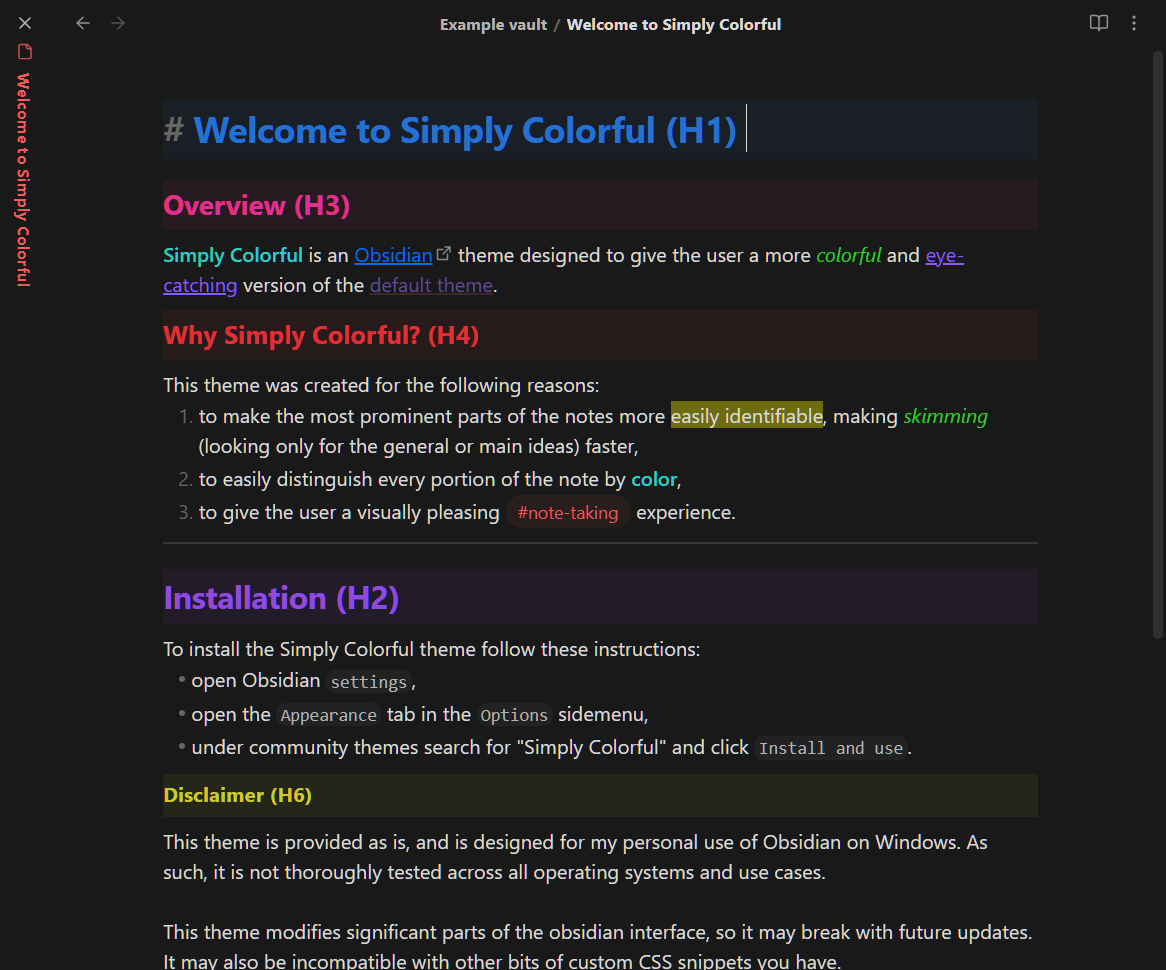 Example vault / Welcome to Simply Colorful
Welcome to Simply Colorful
# Welcome to Simply Colorful (H1)
Overview (H3)
Simply Colorful is an Obsidian theme designed to give the user a more colorful and eye-
catching version of the default theme.
Why Simply Colorful? (H4)
This theme was created for the following reasons:
1. to make the most prominent parts of the notes more easily identifiable, making skimming
(looking only for the general or main ideas) faster,
2. to easily distinguish every portion of the note by color,
3. to give the user a visually pleasing #note-taking experience.
Installation (H2)
To install the Simply Colorful theme follow these instructions:
• open Obsidian settings,
• open the Appearance tab in the Options sidemenu,
• under community themes search for "Simply Colorful" and click Install and use.
Disclaimer (H6)
This theme is provided as is, and is designed for my personal use of Obsidian on Windows. As
such, it is not thoroughly tested across all operating systems and use cases.
This theme modifies significant parts of the obsidian interface, so it may break with future updates.
It may also be incompatible with other bits of custom CSS snippets you have.